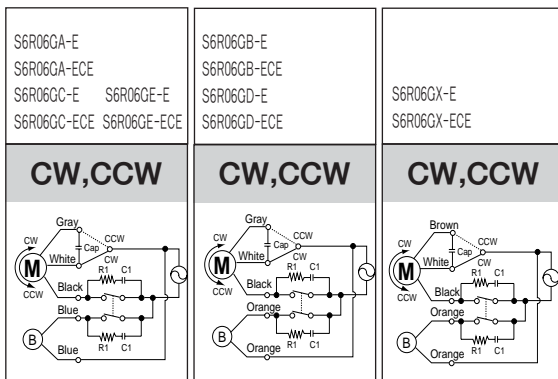 S6R06GA-E
S6R06GA-ECE
S6R06GC-E S6R06GE-E
S6R06GC-ECE S6R06GE-ECE
CW,CCW
Gray
CW
CCW
Cap
White
CW
M
R1 C1
CCW
Black
Blue
B
R1 C1
Blue
S6R06GB-E
S6R06GB-ECE
S6R06GD-E
S6R06GD-ECE
CW,CCW
Gray
CW
CCW
Cap
White
CW
M
R1 C1
CCW
Black
Orange
B
R1 C1
Orange
S6R06GX-E
S6R06GX-ECE
CW,CCW
Brown
CW
CCW
Cap
White
CW
M
R1 C1
CCW
Black
Orange
B
R1 C1
Orange